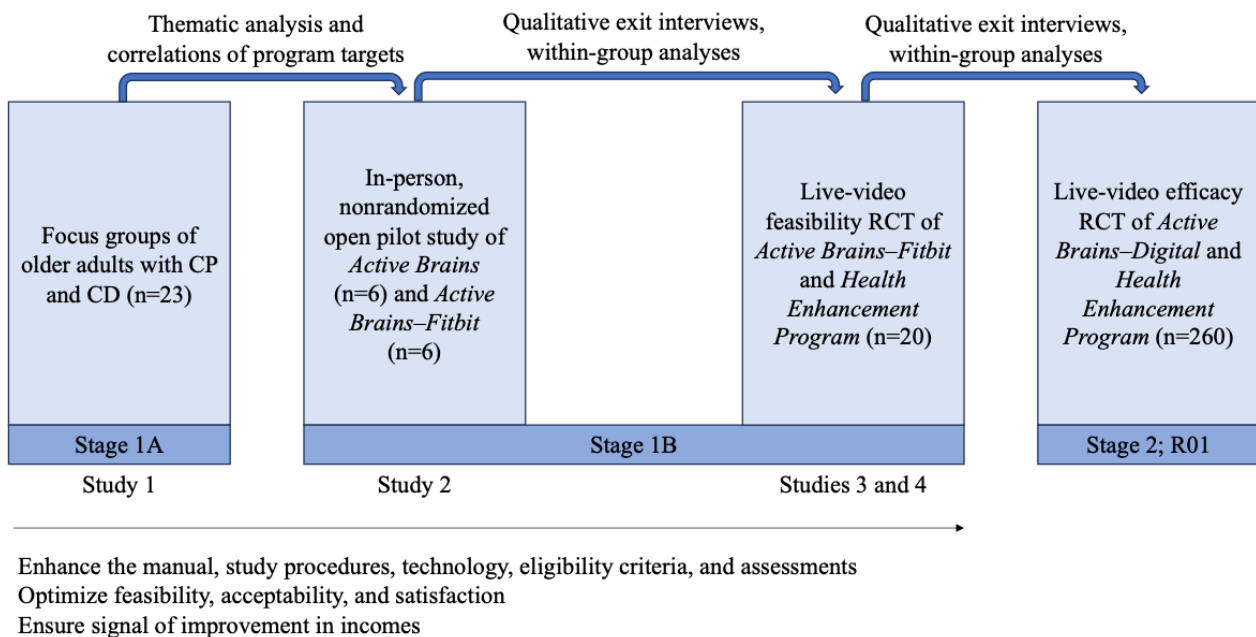 Thematic analysis and
correlations of program targets
Qualitative exit interviews,
within-group analyses
Qualitative exit interviews,
within-group analyses
Focus groups of
older adults with CP
and CD (n=23)
In-person,
nonrandomized
open pilot study of
Active Brains
(n=6) and Active
Brains–Fitbit
(n=6)
Live-video
feasibility RCT of
Active Brains–Fitbit
and Health
Enhancement
Program (n=20)
Live-video efficacy
RCT of Active
Brains–Digital and
Health
Enhancement
Program (n=260)
Stage 1A
Stage 1B
Stage 2; R01
Study 1
Study 2
Studies 3 and 4
Enhance the manual, study procedures, technology, eligibility criteria, and assessments
Optimize feasibility, acceptability, and satisfaction
Ensure signal of improvement in incomes